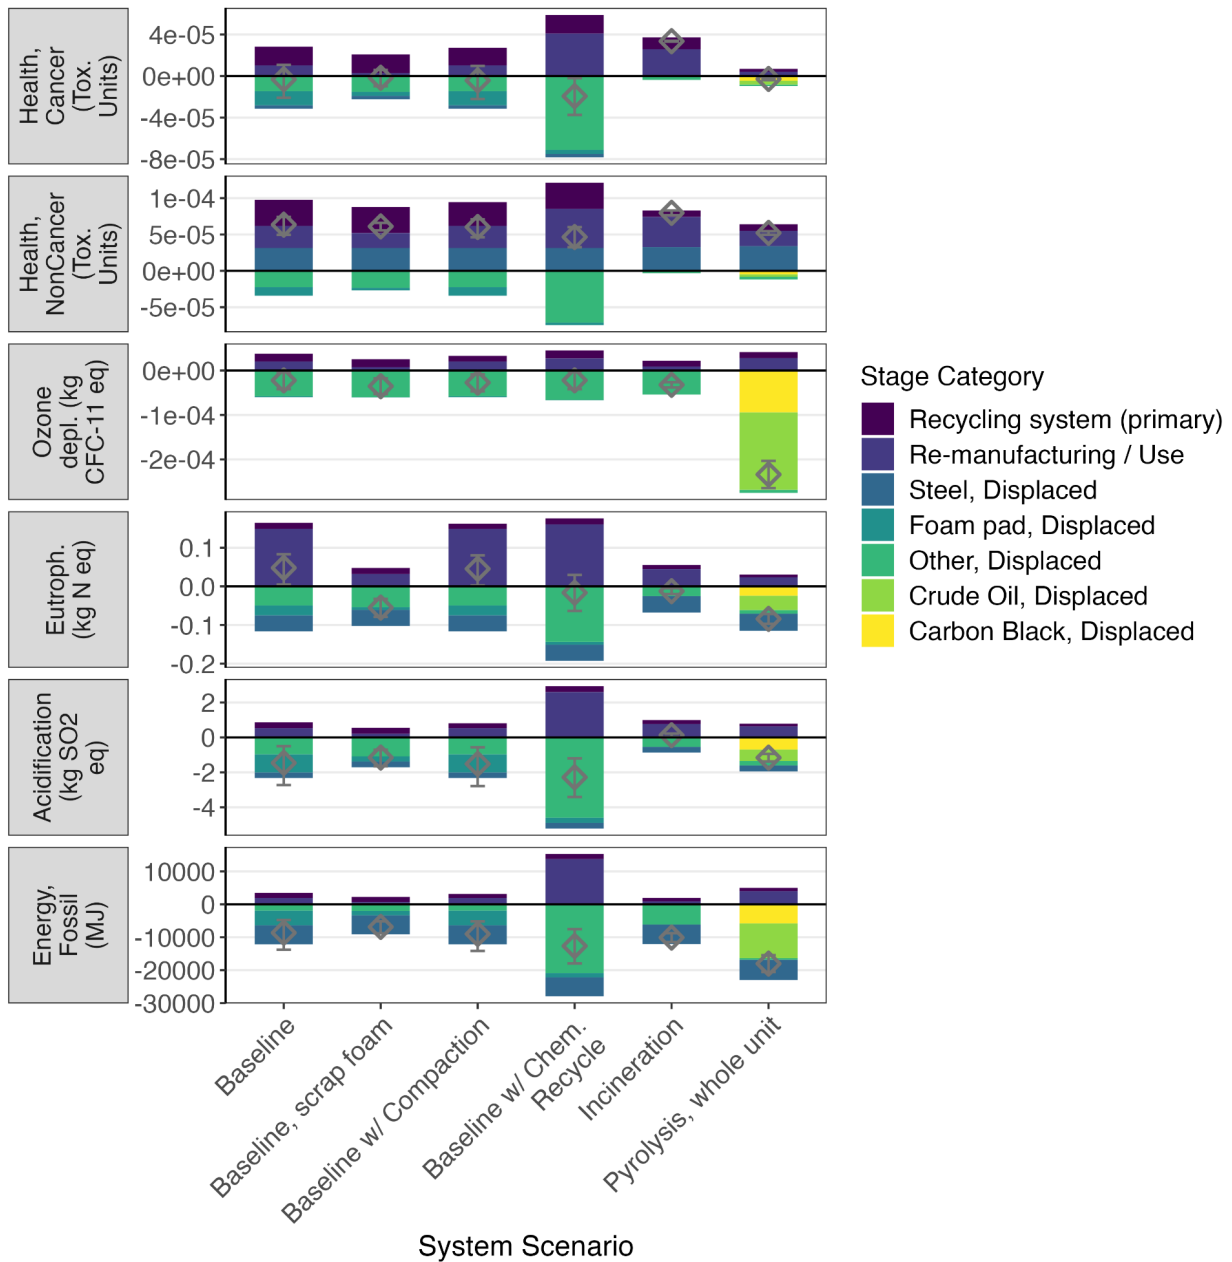 Health,
Cancer
(Tox.
Units)
4e-05
0e+00
-4e-05
-8e-05
Health,
NonCancer
(Tox.
Units)
1e-04
5e-05
0e+00
-5e-05
Ozone
depl. (kg
CFC-11 eq)
0e+00
-1e-04
-2e-04
Eutroph.
(kg N eq)
0.1
0.0
-0.1
-0.2
Acidification
(kg SO2
eq)
2
0
-2
-4
Energy,
Fossil
(MJ)
10000
0
-10000
-20000
-30000
Baseline
Baseline, scrap foam
Baseline w/ Compaction
Baseline w/ Chem.
Recycle
Incineration
Pyrolysis, whole unit
System Scenario
Stage Category
Recycling system (primary)
Re-manufacturing / Use
Steel, Displaced
Foam pad, Displaced
Other, Displaced
Crude Oil, Displaced
Carbon Black, Displaced